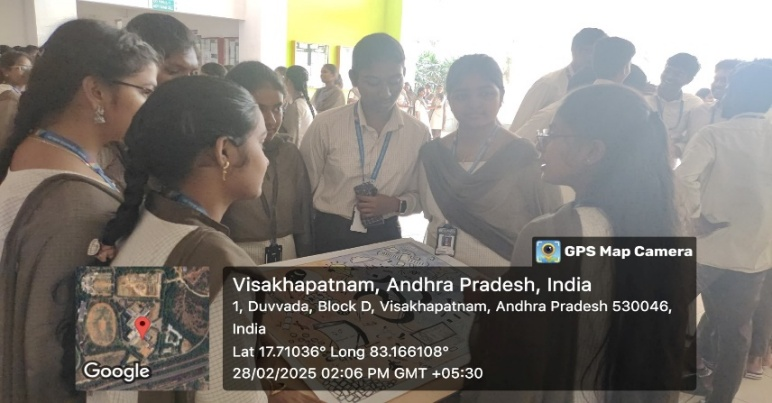 GPS Map Camera
Visakhapatnam, Andhra Pradesh, India
1, Duvvada, Block D, Visakhapatnam, Andhra Pradesh 530046,
India
Lat 17.71036° Long 83.166108°
28/02/2025 02:06 PM GMT +05:30
Google